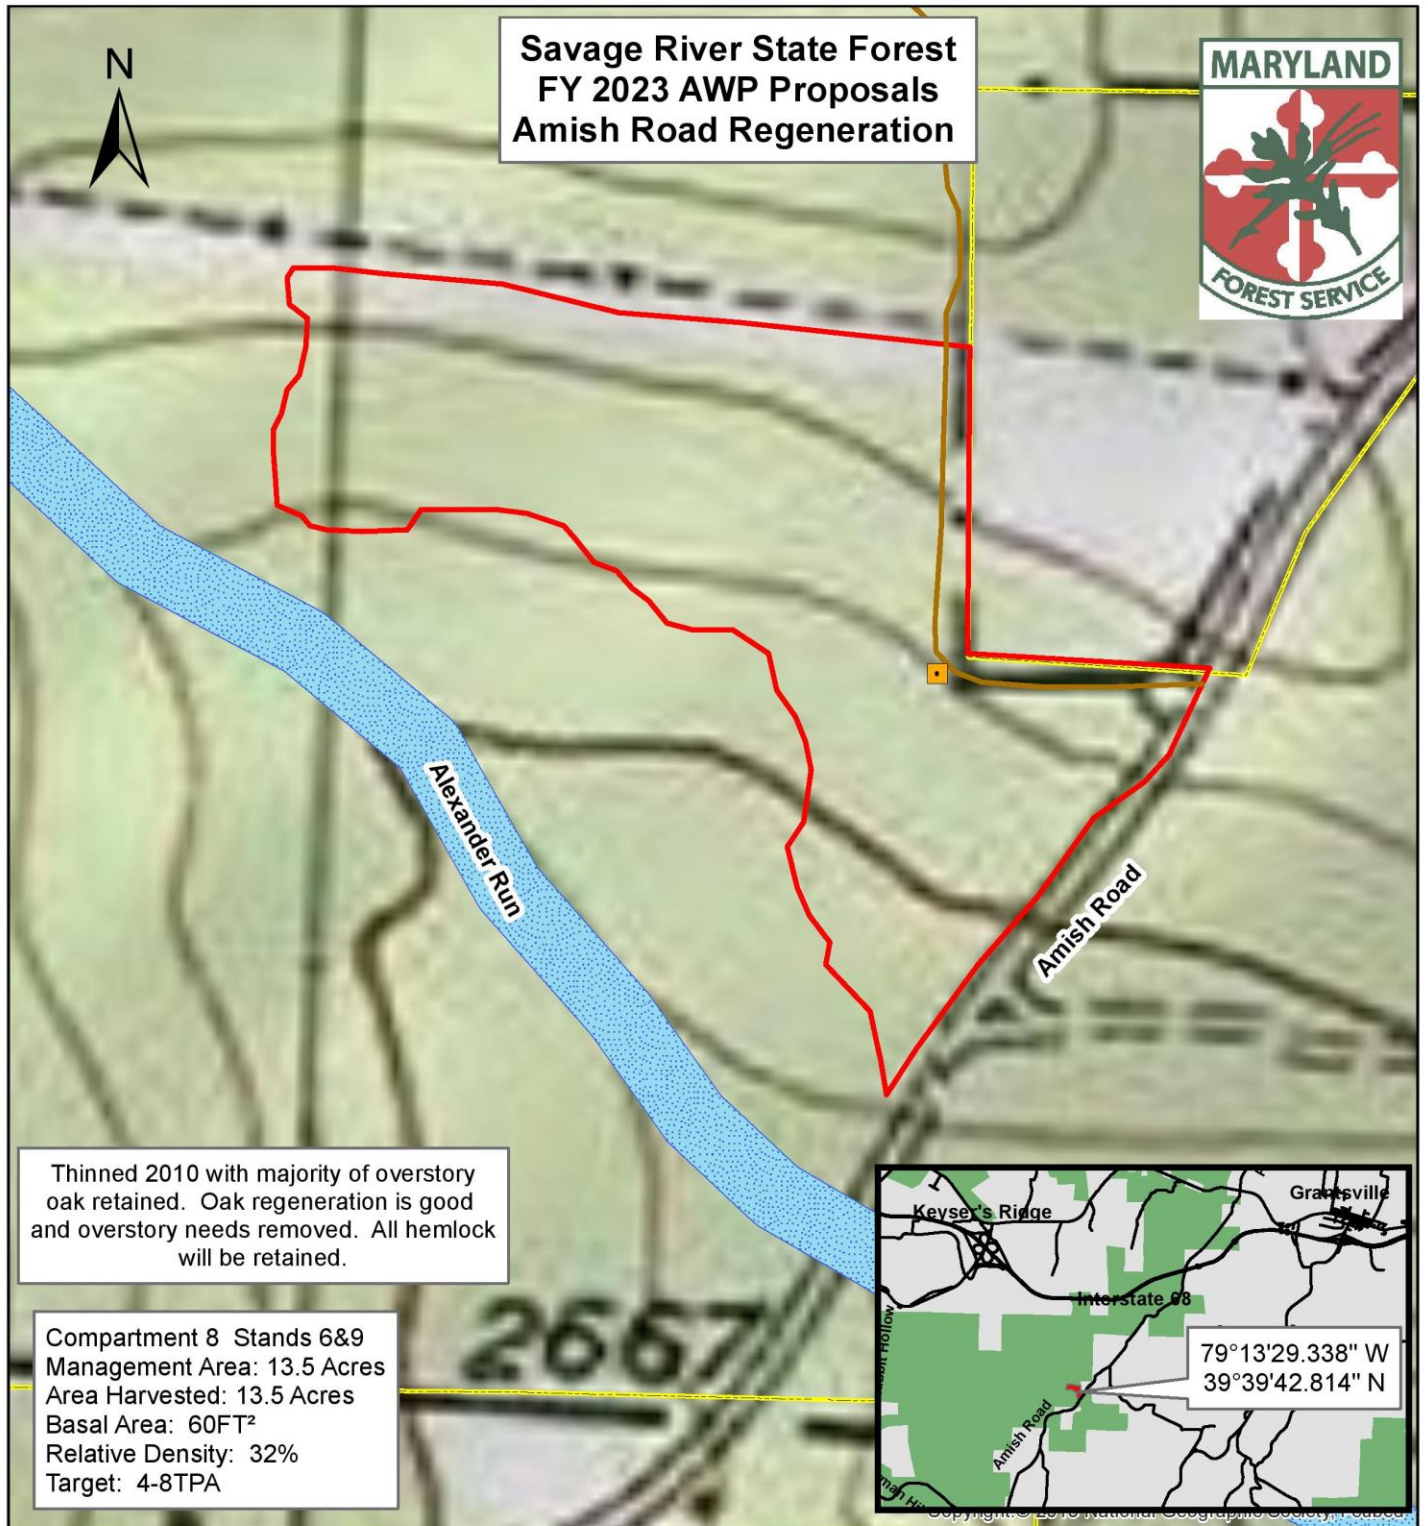 Savage River State Forest
FY 2023 AWP Proposals
Amish Road Regeneration
N
MARYLAND
FOREST SERVICE
Alexander Run
Amish Road
Thinned 2010 with majority of overstory
oak retained. Oak regeneration is good
and overstory needs removed. All hemlock
will be retained.
2667
Compartment 8 Stands 6&9
Management Area: 13.5 Acres
Area Harvested: 13.5 Acres
Basal Area: 60FT²
Relative Density: 32%
Target: 4-8TPA
Keyser's Ridge
Grantsville
Interstate 68
Hollow
79°13'29.338" W
39°39'42.814" N
Amish Road
National Geographic Society,